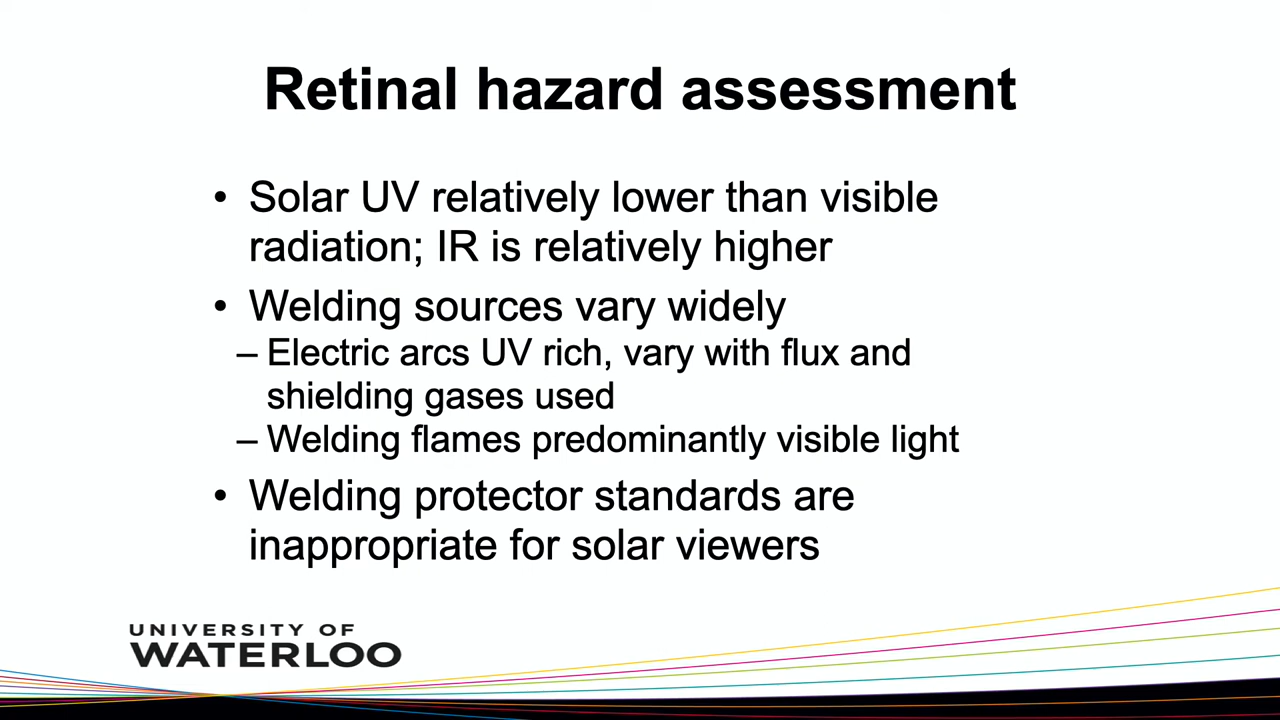 Retinal hazard assessment
• Solar UV relatively lower than visible
radiation; IR is relatively higher
• Welding sources vary widely
– Electric arcs UV rich, vary with flux and
shielding gases used
– Welding flames predominantly visible light
• Welding protector standards are
inappropriate for solar viewers
UNIVERSITY OF
WATERLOO